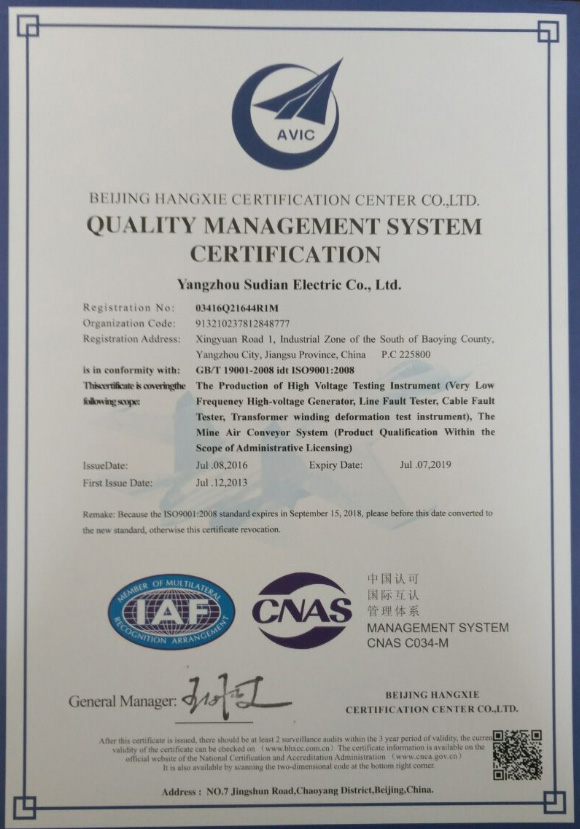 AVIC
BEIJING HANGXIE CERTIFICATION CENTER CO.,LTD.
QUALITY MANAGEMENT SYSTEM
CERTIFICATION
Yangzhou Sudian Electric Co., Ltd.
Registration No: 03416Q21644R1M
Organization Code: 913210237812848777
Registration Address: Xingyuan Road 1, Industrial Zone of the South of Baoying County,
Yangzhou City, Jiangsu Province, China P.C 225800
is in conformity with: GB/T 19001-2008 idt ISO9001:2008
Thiscertificate is coveringthe The Production of High Voltage Testing Instrument (Very Low
following scope: Frequeney High-voltage Generator, Line Fault Tester, Cable Fault
Tester, Transformer winding deformation test instrument), The
Mine Air Conveyor System (Product Qualification Within the
Scope of Administrative Licensing)
IssueDate: Jul .08,2016 Expiry Date: Jul .07,2019
First Issue Date: Jul .12,2013
Remake: Because the ISO9001:2008 standard expires in September 15, 2018, please before this date converted to
the new standard, otherwise this certificate revocation.
MEMBER OF MULTILATERAL
IAF
RECOGNITION ARRANGEMENT
CNAS
中国认可
国际互认
管理体系
MANAGEMENT SYSTEM
CNAS C034-M
General Manager:
BEIJING HANGXIE
CERTIFICATION CENTER CO.,LTD.
After this certificate is issued, there should be at least 2 surveillance audits within the 3 year period of validity, the curren
validity of the certificate can be checked on (www.bhxcc.com.cn) The certificate information is available on the
official website of the National Certification and Accreditation Administration (www.cnca.gov.cn)
It is also available by scanning the two-dimensional code at the bottom right corner.
Address : NO.7 Jingshun Road,Chaoyang District,Beijing,China.